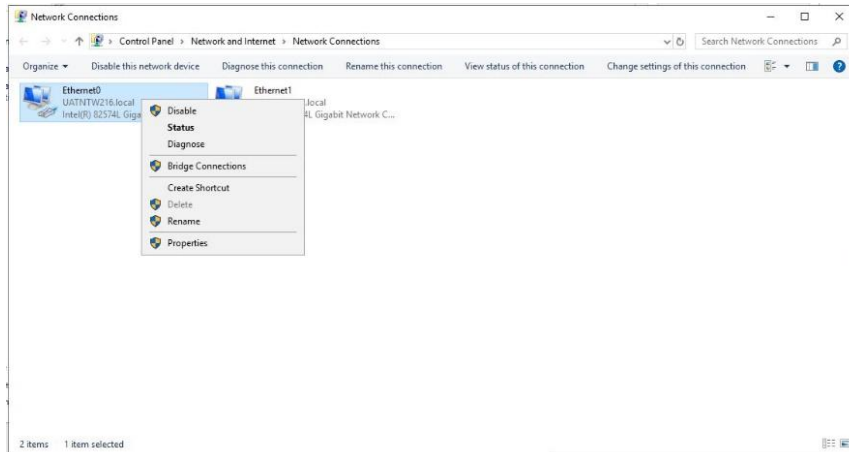 Network Connections
Control Panel > Network and Internet > Network Connections
Search Network Connections
Organize Disable this network device Diagnose this connection Rename this connection View status of this connection Change settings of this connection
Ethernet0
UATNTW216.local
Intel(R) 82574L Giga
Ethernet1
.local
4L Gigabit Network C...
Disable
Status
Diagnose
Bridge Connections
Create Shortcut
Delete
Rename
Properties
2 items 1 item selected